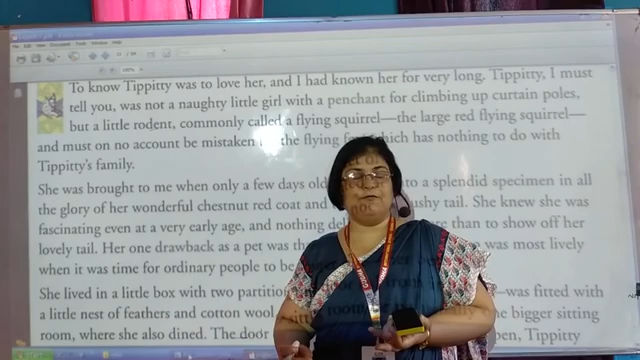 To know Tippitty was to love her, and I had known her for very long. Tippitty, I must
tell you, was not a naughty little girl with a penchant for climbing up curtain poles,
but a little rodent, commonly called a flying squirrel—the large red flying squirrel—
and must on no account be mistaken the flying which has nothing to do with
Tippitty's family.
She was brought to me when only a few days old to a splendid specimen in all
the glory of her wonderful chestnut red coat and ushy tail. She knew she was
fascinating even at a very early age, and nothing de re than to show off her
lovely tail. Her one drawback as a pet was th was most lively
when it was time for ordinary people to be
She lived in a little box with two partition —was fitted with
a little nest of feathers and cotton wool e bigger sitting
room, where she also dined. The door en, Tippitty